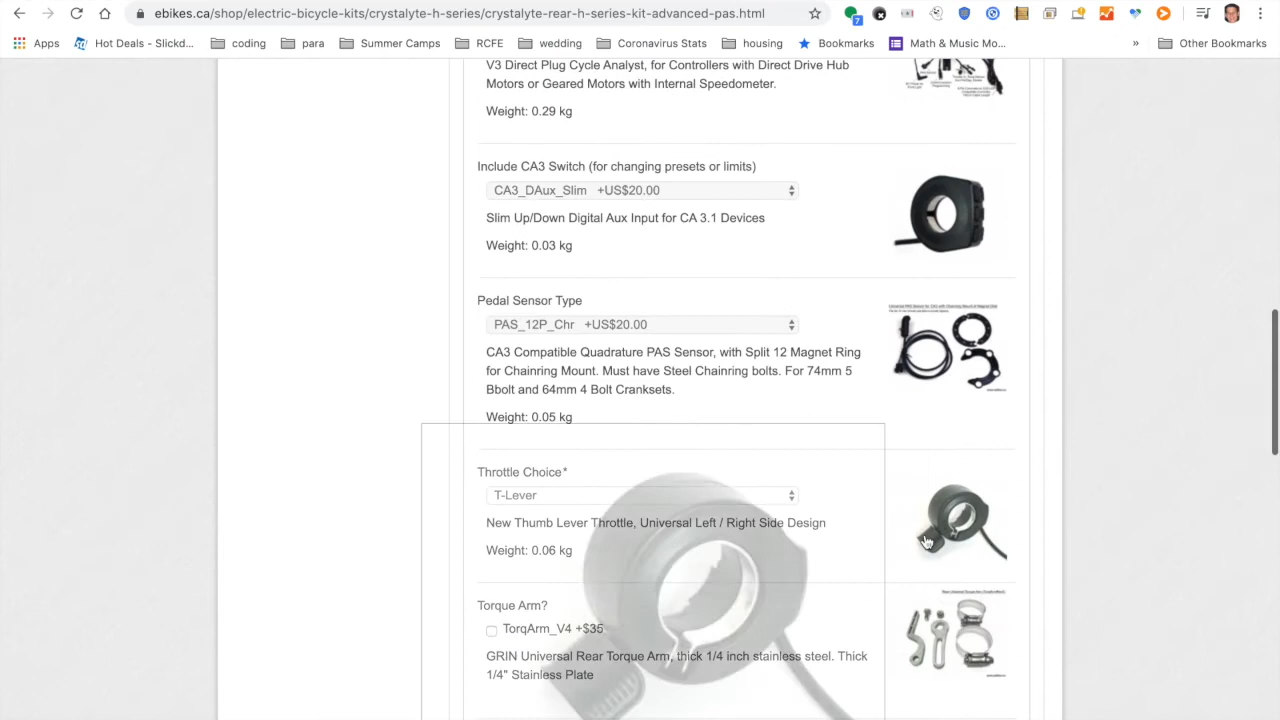 ebikes.ca/shop/electric-bicycle-kits/crystalyte-h-series/crystalyte-rear-h-series-kit-advanced-pas.html
7
Apps
Hot Deals - Slickd...
coding
para
Summer Camps
RCFE
wedding
Coronavirus Stats
housing
Bookmarks
Math & Music Mo...
»
Other Bookmarks
V3 Direct Plug Cycle Analyst, for Controllers with Direct Drive Hub
and Geared Motors with Internal Speedometer.
Weight: 0.28 kg
Include CA3 Switch (for changing presets or limits)
CA3_DAux_Slim +US$20.00
Slim Up/Down Digital Aux Input for CA 3.1 Devices
Weight: 0.03 kg
Pedal Sensor Type
+US$20.00
CA3 Compatible Quadrature PAS Sensor, with Split 12 Magnet Ring
for Chainring Mount. Must have Steel Chanring bolts. For 74mm 5
Bbolt and 64mm 4 Bolt Cranksets.
Weight: 0.05 kg
Throttle Choice*
T-Lever
New Thumb Lever Throttle, Universal Left / Right Side Design
Weight: 0.06 kg
Torque Arm
TorqArm_V4 +$35
GRIN Universal Rear Torque Arm, thick 1/4 inch stainless steel. Thick
1/4" Stainless Plate